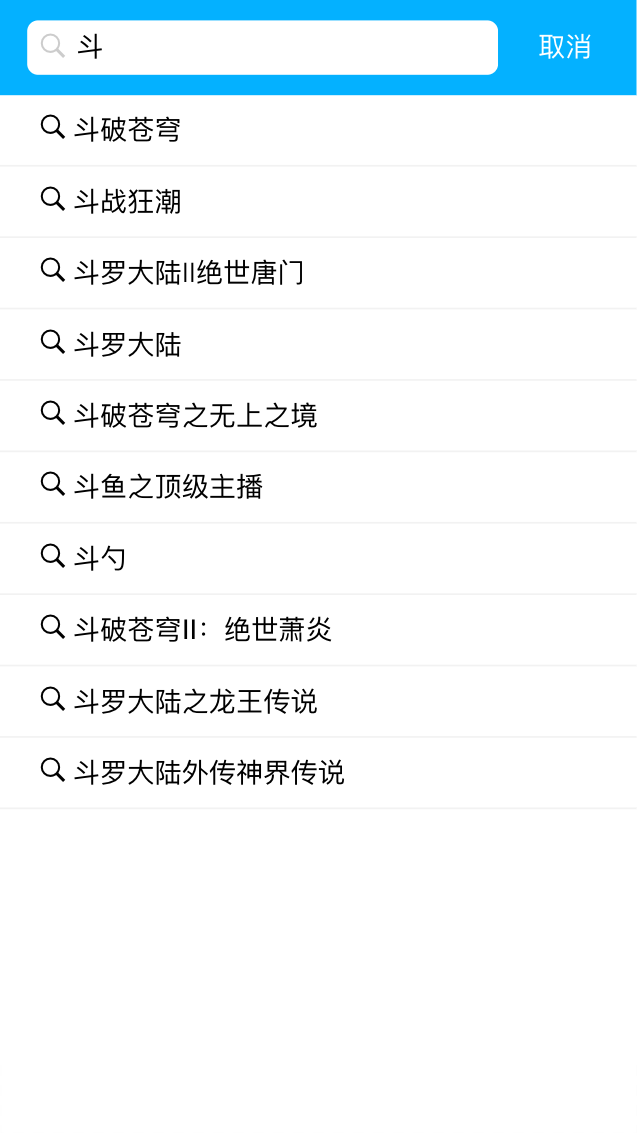 斗 取消
斗破苍穹
斗战狂潮
斗罗大陆II绝世唐门
斗罗大陆
斗破苍穹之无上之境
斗鱼之顶级主播
斗勺
斗破苍穹II：绝世萧炎
斗罗大陆之龙王传说
斗罗大陆外传神界传说